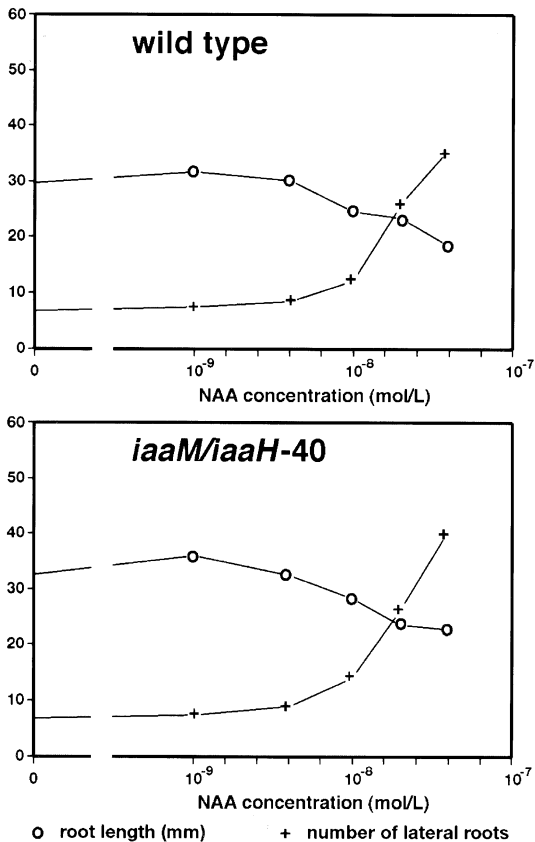 60
wild type
50
40
30
20
10
0
0 10-9 10-8 10-7
NAA concentration (mol/L)
60
iaaM/iaaH-40
50
40
30
20
10
0
0 10-9 10-8 10-7
NAA concentration (mol/L)
o root length (mm) + number of lateral roots